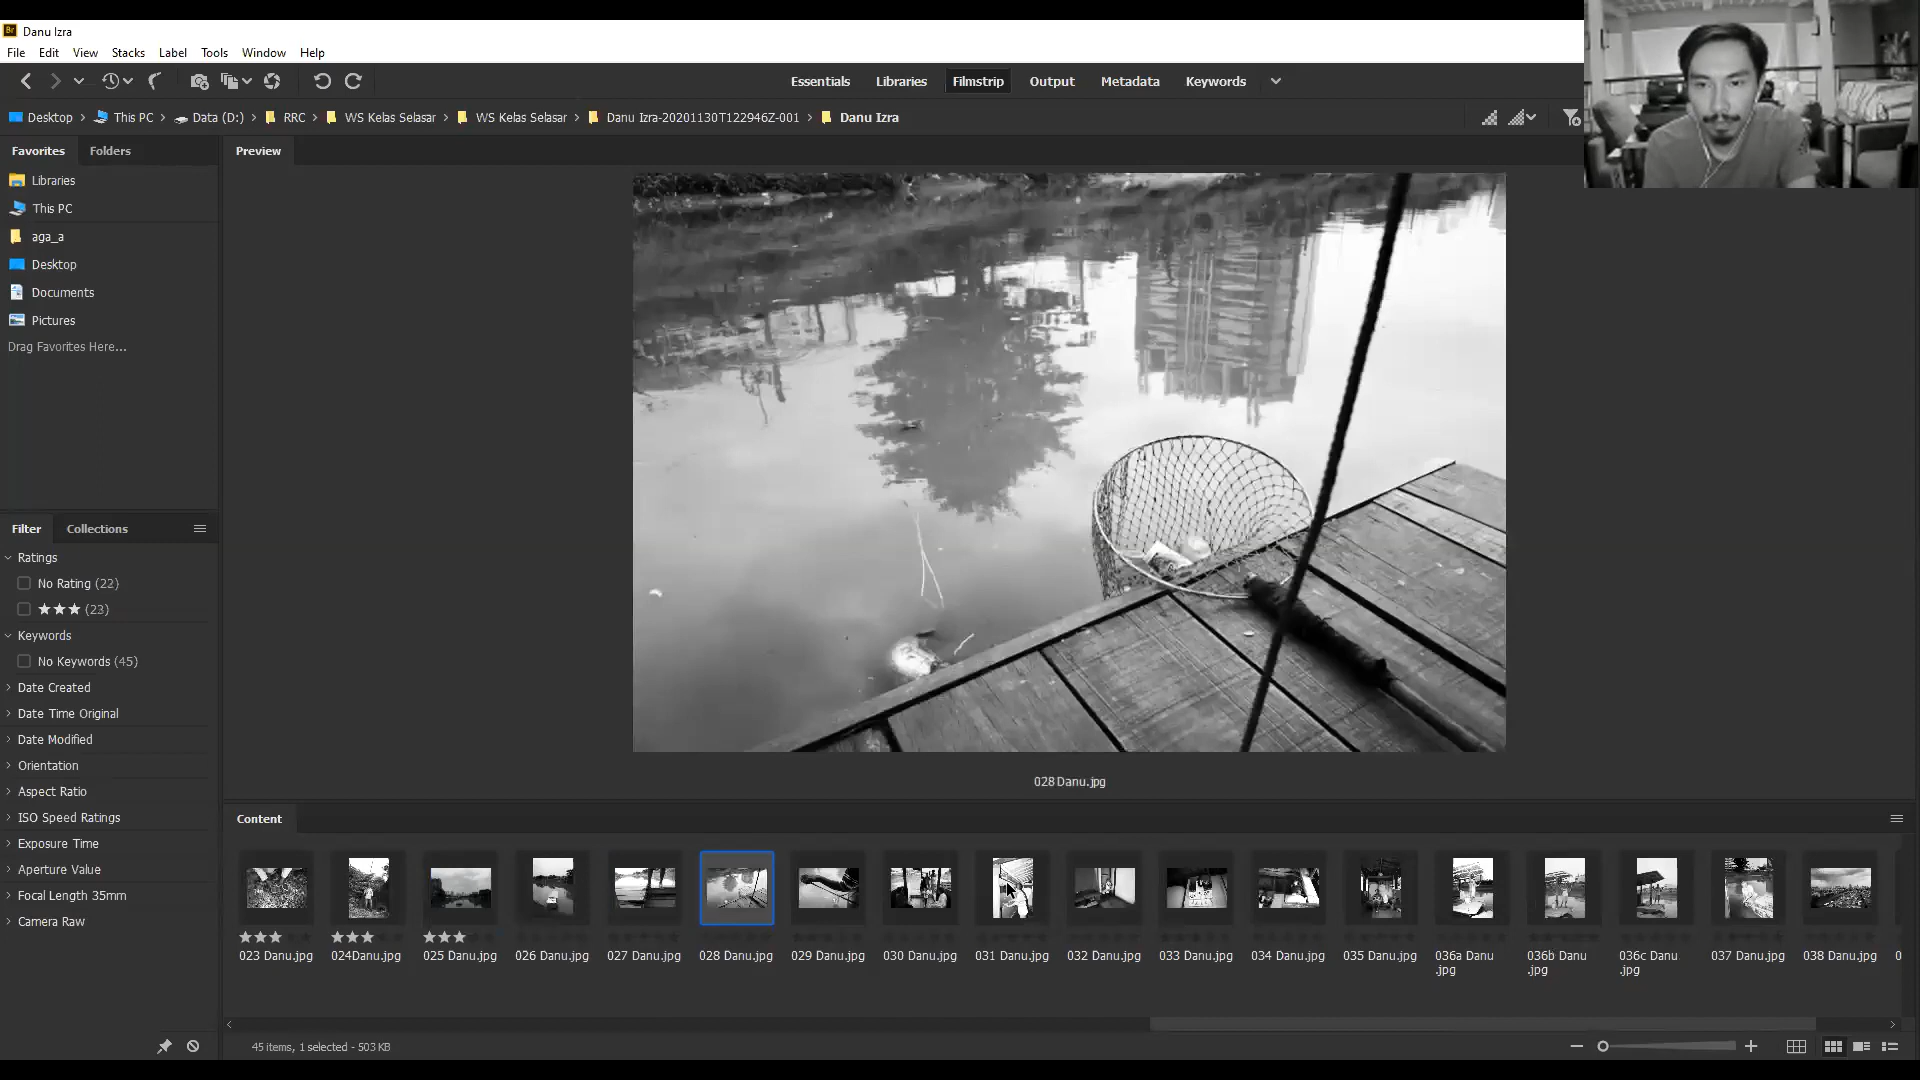 Br Danu Izra
File Edit View Stacks Label Tools Window Help
Essentials Libraries Filmstrip Output Metadata Keywords
Desktop This PC Data (D:) RRC WS Kelas Selasar WS Kelas Selasar Danu Izra-20201130T122946Z-001 Danu Izra
Favorites Folders
Preview
Libraries
This PC
aga_a
Desktop
Documents
Pictures
Drag Favorites Here...
Filter Collections
Ratings
No Rating (22)
★★★ (23)
Keywords
No Keywords (45)
Date Created
Date Time Original
Date Modified
Orientation
Aspect Ratio
ISO Speed Ratings
Exposure Time
Aperture Value
Focal Length 35mm
Camera Raw
028 Danu.jpg
Content
★★★ ★★★ ★★★
023 Danu.jpg 024Danu.jpg 025 Danu.jpg 026 Danu.jpg 027 Danu.jpg 028 Danu.jpg 029 Danu.jpg 030 Danu.jpg 031 Danu.jpg 032 Danu.jpg 033 Danu.jpg 034 Danu.jpg 035 Danu.jpg 036a Danu 036b Danu 036c Danu 037 Danu.jpg 038 Danu.jpg 0
.jpg .jpg .jpg
45 items, 1 selected - 503 KB